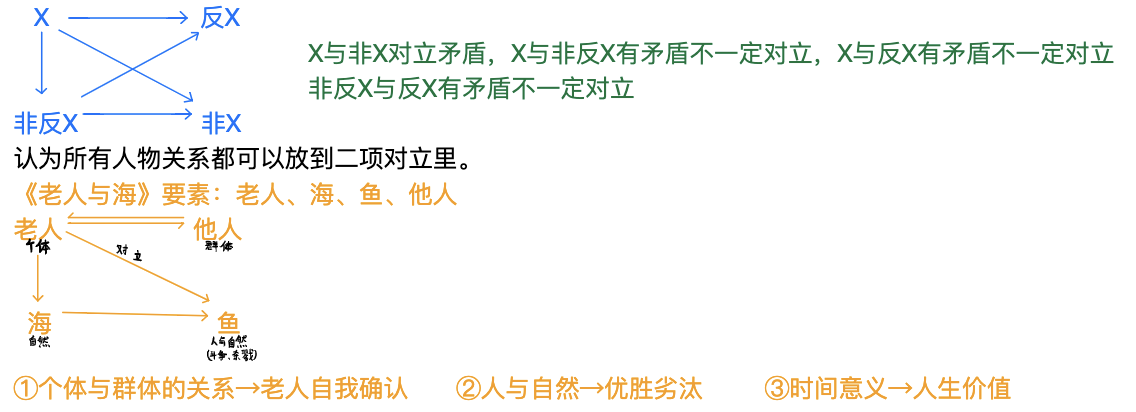 X 反X
X与非X对立矛盾，X与非反X有矛盾不一定对立，X与反X有矛盾不一定对立
非反X与反X有矛盾不一定对立
非反X 非X
认为所有人物关系都可以放到二项对立里。
《老人与海》要素：老人、海、鱼、他人
老人 他人
个体 群体
对立
海 鱼
自然 人与自然
①个体与群体的关系→老人自我确认 ②人与自然→优胜劣汰 ③时间意义→人生价值